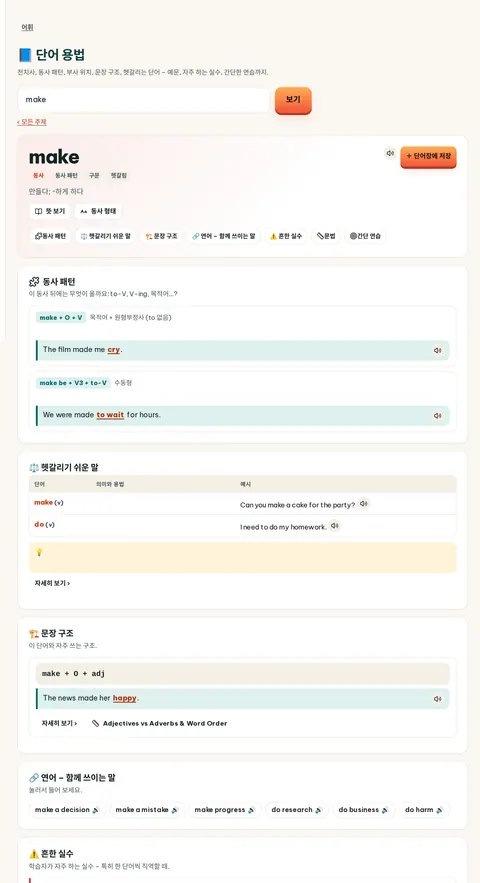 어휘
📘 단어 용법
전치사, 동사 패턴, 부사 위치, 문장 구조, 헷갈리는 단어 – 예문, 자주 하는 실수, 간단한 연습까지.
make
보기
‹ 모든 주제
make
+ 단어장에 저장
동사 동사 패턴 구문 헷갈림
만들다; ~하게 하다
뜻 보기 동사 형태
동사 패턴 ⚖️ 헷갈리기 쉬운 말 🏗️ 문장 구조 🔗 연어 – 함께 쓰이는 말 ⚠️ 흔한 실수 문법 간단 연습
동사 패턴
이 동사 뒤에는 무엇이 올까요: to-V, V-ing, 목적어...?
make + O + V 목적어 + 원형부정사 (to 없음)
The film made me cry.
make be + V3 + to-V 수동형
We were made to wait for hours.
⚖️ 헷갈리기 쉬운 말
단어 의미와 용법 예시
make (v) Can you make a cake for the party?
do (v) I need to do my homework.
💡
자세히 보기 ›
🏗️ 문장 구조
이 단어와 자주 쓰는 구조.
make + O + adj
The news made her happy.
자세히 보기 › Adjectives vs Adverbs & Word Order
🔗 연어 – 함께 쓰이는 말
눌러서 들어 보세요.
make a decision 🔊 make a mistake 🔊 make progress 🔊 do research 🔊 do business 🔊 do harm 🔊
⚠️ 흔한 실수
학습자가 자주 하는 실수 – 특히 한 단어씩 직역할 때.